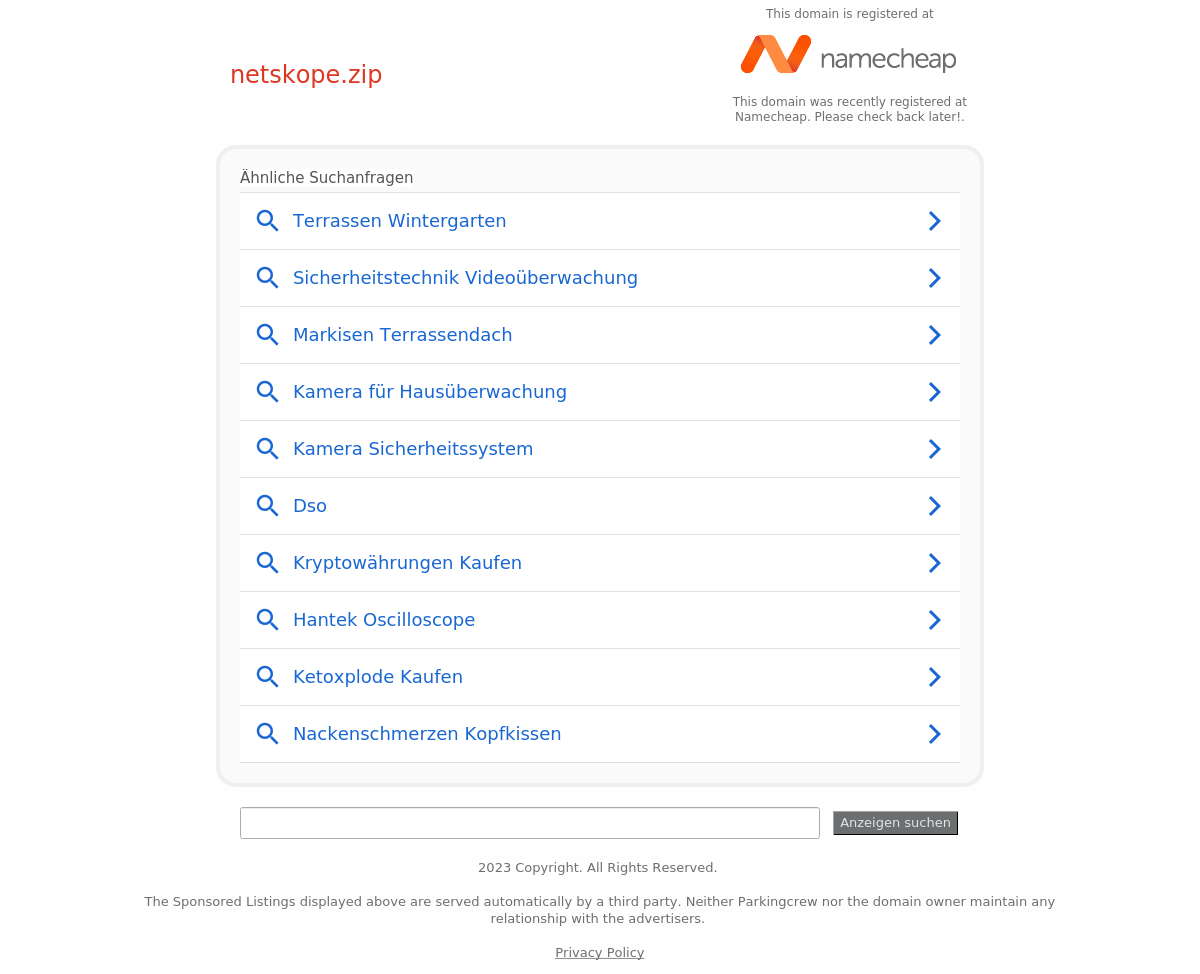 This domain is registered at
namecheap
netskope.zip
This domain was recently registered at
Namecheap. Please check back later!.
Ähnliche Suchanfragen
Terrassen Wintergarten
Sicherheitstechnik Videoüberwachung
Markisen Terrassendach
Kamera für Hausüberwachung
Kamera Sicherheitssystem
Dso
Kryptowährungen Kaufen
Hantek Oscilloscope
Ketoxplode Kaufen
Nackenschmerzen Kopfkissen
Anzeigen suchen
2023 Copyright. All Rights Reserved.
The Sponsored Listings displayed above are served automatically by a third party. Neither Parkingcrew nor the domain owner maintain any
relationship with the advertisers.
Privacy Policy